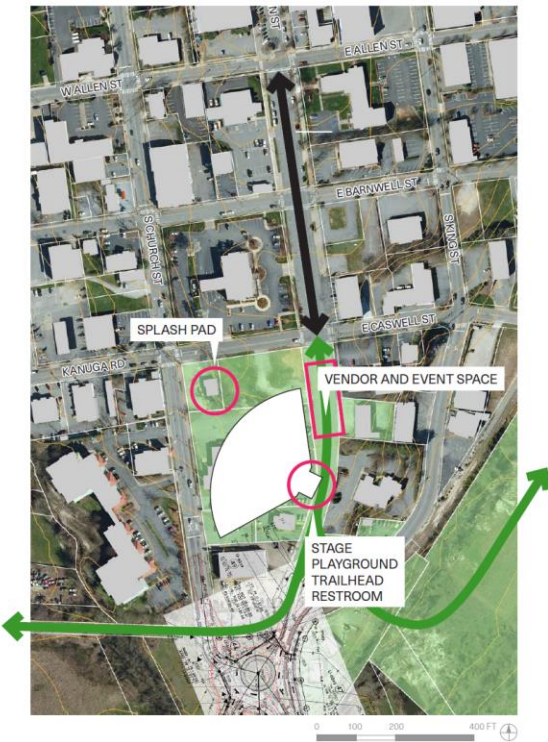 N ST
E ALLEN ST
W ALLEN ST
E BARNWELL ST
S CHURCH ST
S KING ST
E CASWELL ST
SPLASH PAD
KANUGA RD
VENDOR AND EVENT SPACE
STAGE
PLAYGROUND
TRAILHEAD
RESTROOM
0 100 200 400 FT